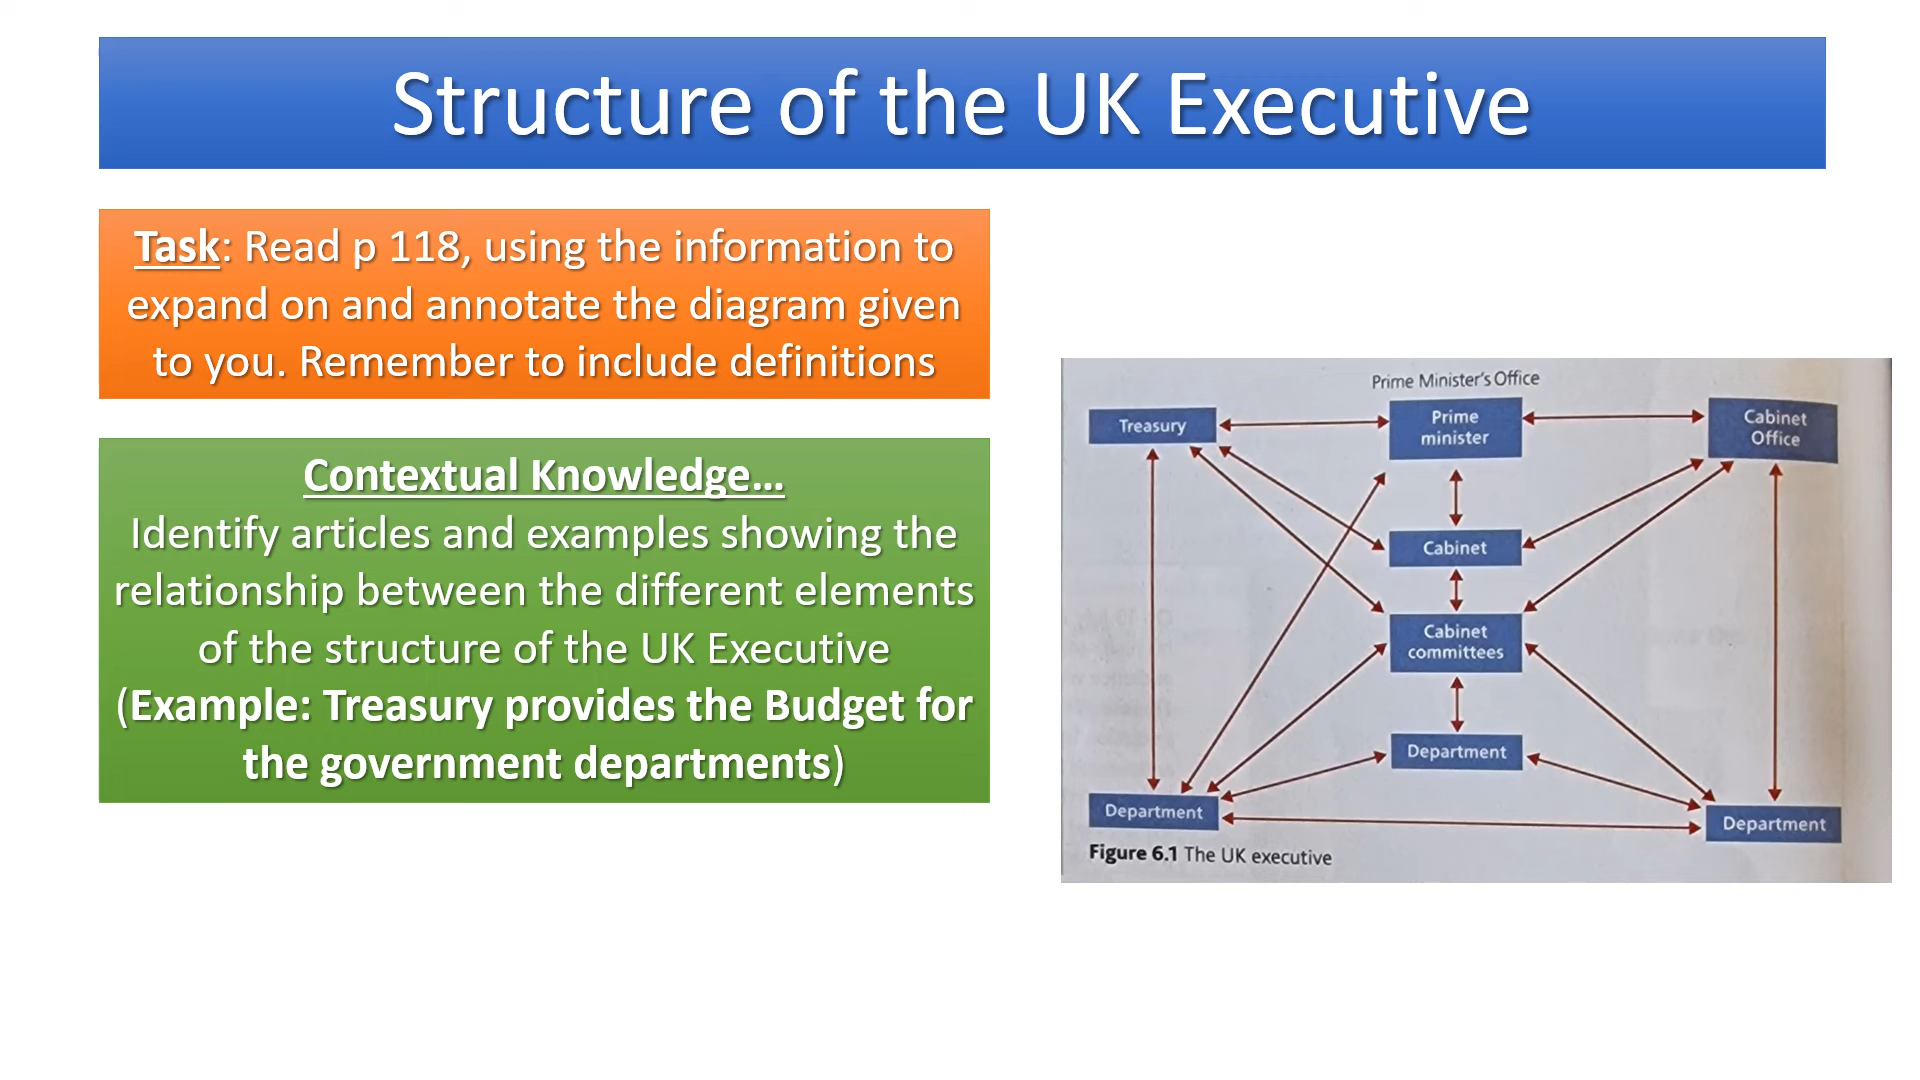 Structure of the UK Executive
Task: Read p 118, using the information to
expand on and annotate the diagram given
to you. Remember to include definitions
Contextual Knowledge…
Identify articles and examples showing the
relationship between the different elements
of the structure of the UK Executive
(Example: Treasury provides the Budget for
the government departments)
Prime Minister's Office
Treasury
Prime
minister
Cabinet
Office
Cabinet
Cabinet
committees
Department
Department
Department
Figure 6.1 The UK executive